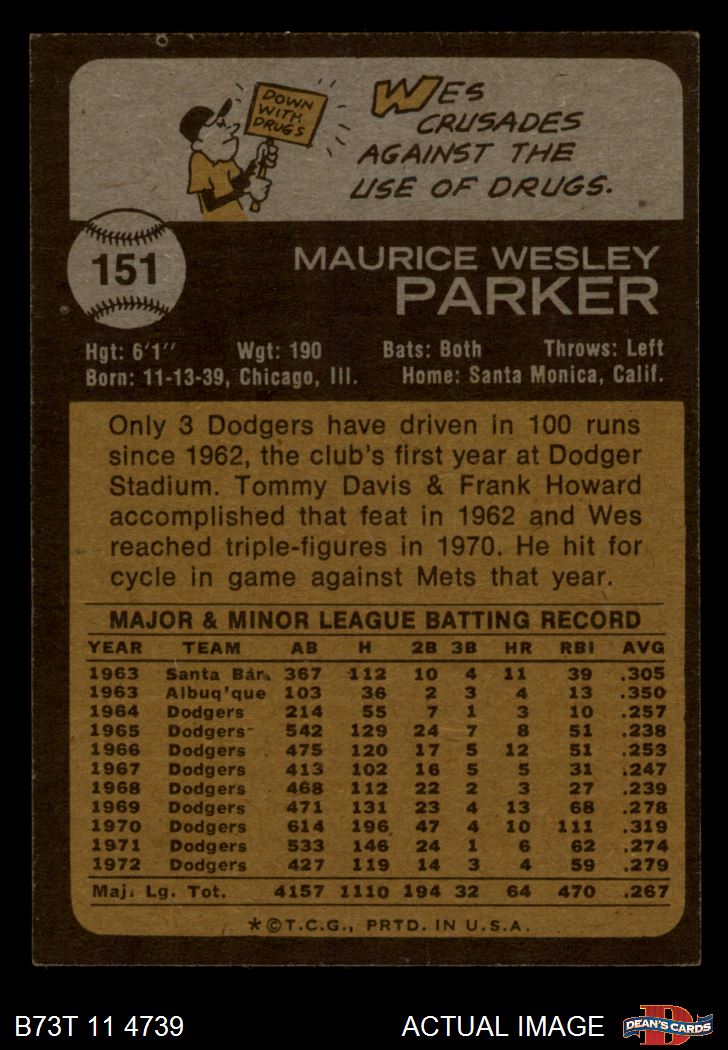 DOWN
WITH
DRUGS
WES
CRUSADES
AGAINST THE
USE OF DRUGS.
151
MAURICE WESLEY
PARKER
Hgt: 6'1" Wgt: 190 Bats: Both Throws: Left
Born: 11-13-39, Chicago, Ill. Home: Santa Monica, Calif.
Only 3 Dodgers have driven in 100 runs
since 1962, the club's first year at Dodger
Stadium. Tommy Davis & Frank Howard
accomplished that feat in 1962 and Wes
reached triple-figures in 1970. He hit for
cycle in game against Mets that year.
MAJOR & MINOR LEAGUE BATTING RECORD
YEAR TEAM AB H 2B 3B HR RBI AVG
1963 Santa Bar. 367 112 10 4 11 39 .305
1963 Albuq'que 103 36 2 3 4 13 .350
1964 Dodgers 214 55 7 1 3 10 .257
1965 Dodgers 542 129 24 7 8 51 .238
1966 Dodgers 475 120 17 5 12 51 .253
1967 Dodgers 413 102 16 5 5 31 .247
1968 Dodgers 468 112 22 2 3 27 .239
1969 Dodgers 471 131 23 4 13 68 .278
1970 Dodgers 614 196 47 4 10 111 .319
1971 Dodgers 533 146 24 1 6 62 .274
1972 Dodgers 427 119 14 3 4 59 .279
Maj. Lg. Tot. 4157 1110 194 32 64 470 .267
*©T.C.G., PRTD. IN U.S.A.
B73T 11 4739 ACTUAL IMAGE
D
DEAN'S CARDS